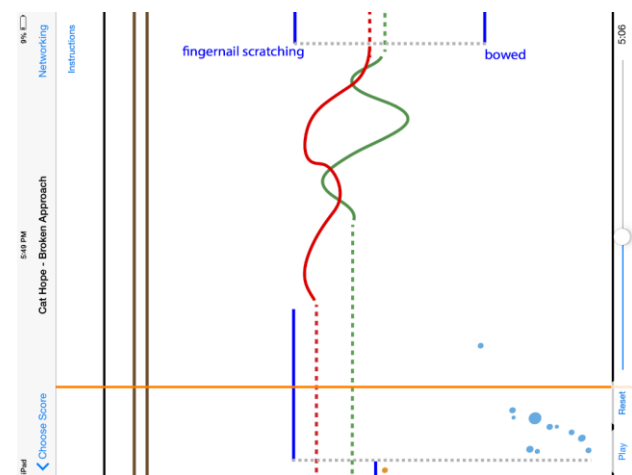 iPad
5:49 PM
9%
Choose Score
Cat Hope - Broken Approach
Networking
Instructions
fingernail scratching
bowed
Play
Reset
5:06